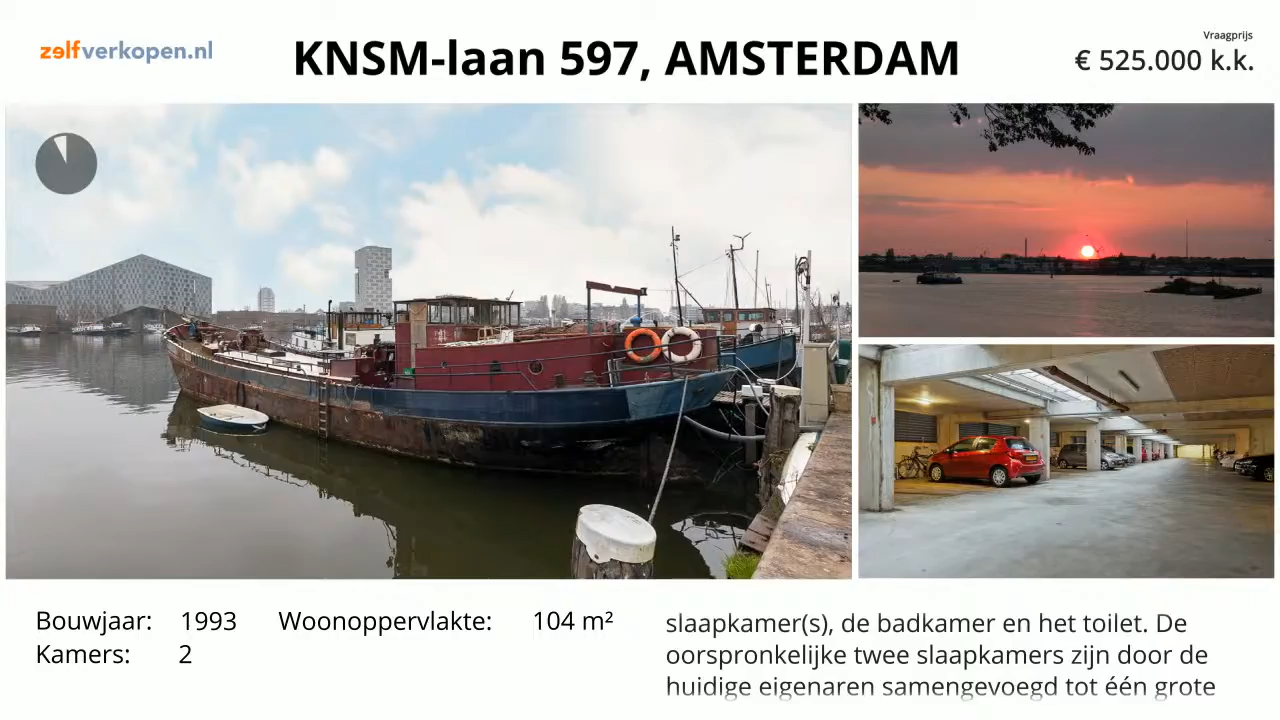 zelfverkopen.nl
KNSM-laan 597, AMSTERDAM
Vraagprijs
€ 525.000 k.k.
Bouwjaar: 1993 Woonoppervlakte: 104 m²
Kamers: 2
slaapkamer(s), de badkamer en het toilet. De
oorspronkelijke twee slaapkamers zijn door de
huidige eigenaren samengevoegd tot één grote